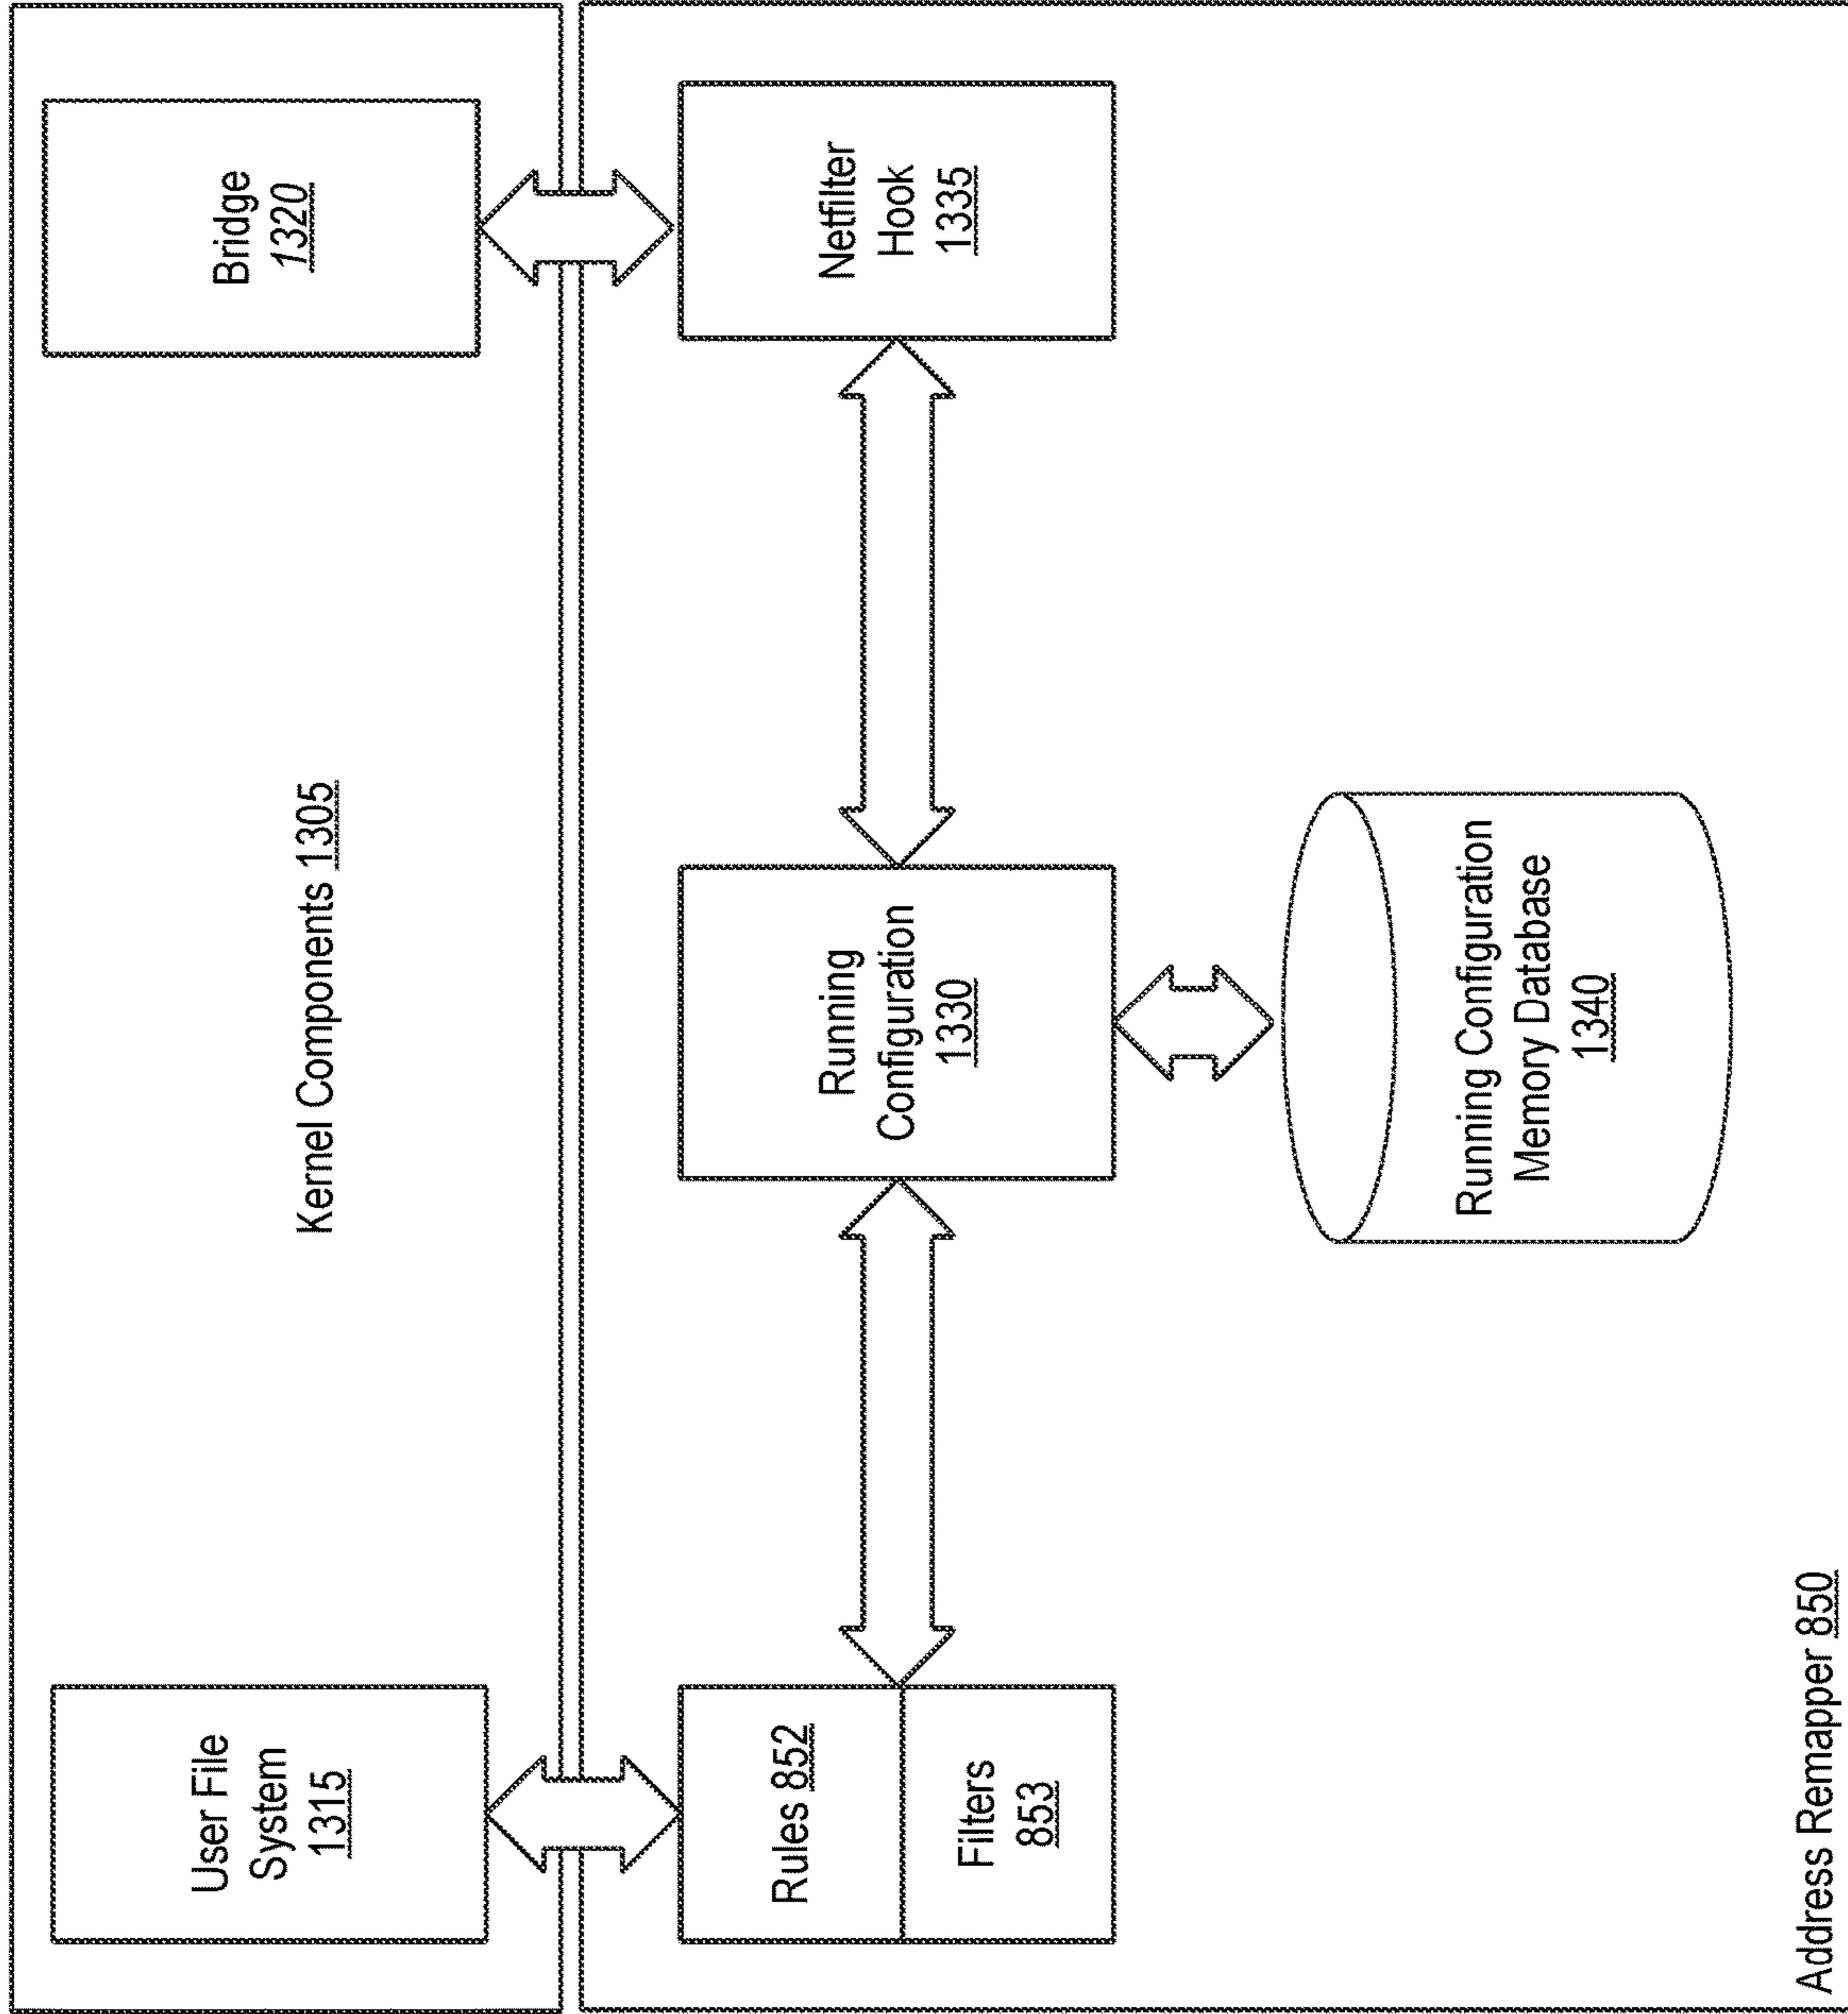 Kernel Components 1305
User File
System
1315
Bridge
1320
Rules 852
Filters
853
Running
Configuration
1330
Netfilter
Hook
1335
Running Configuration
Memory Database
1340
Address Remapper 850